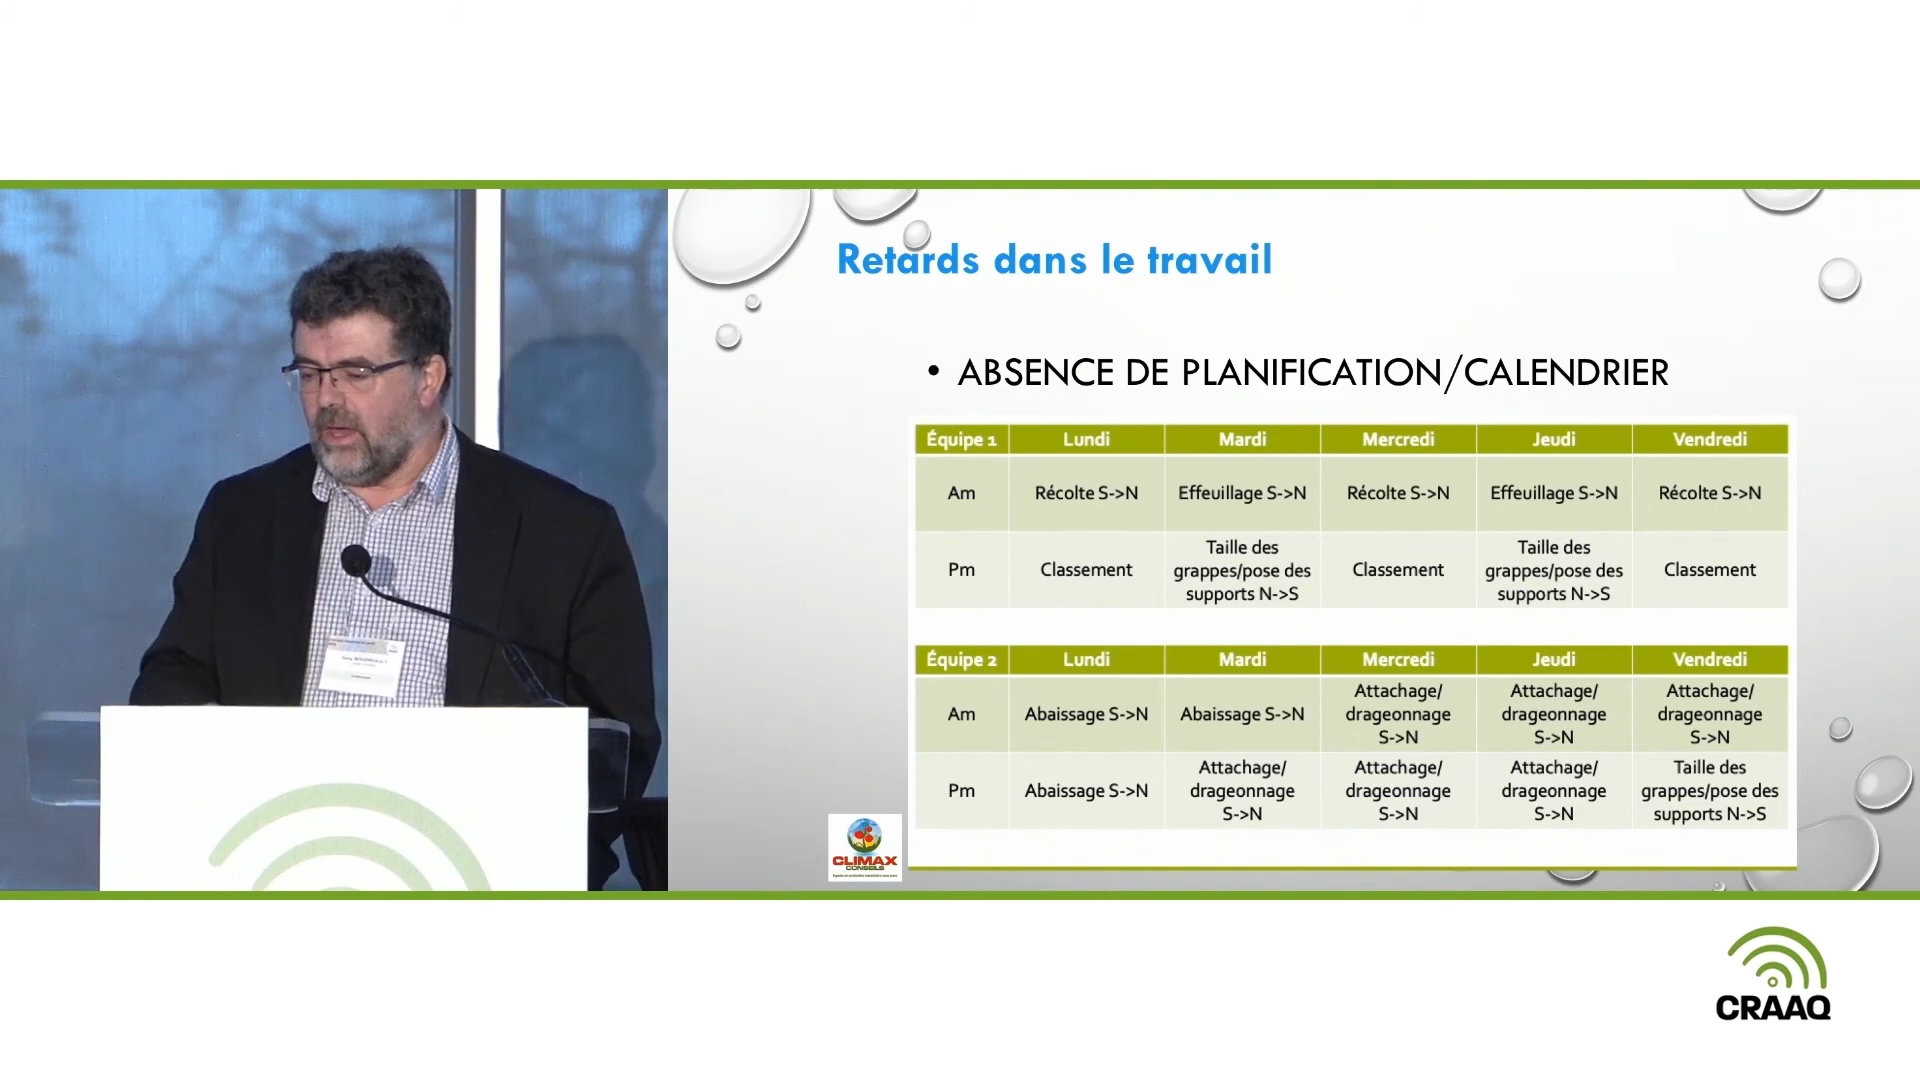 Retards dans le travail
• ABSENCE DE PLANIFICATION/CALENDRIER
Équipe 1 Lundi Mardi Mercredi Jeudi Vendredi
Am Récolte S->N Effeuillage S->N Récolte S->N Effeuillage S->N Récolte S->N
Pm Classement Taille des grappes/pose des supports N->S Classement Taille des grappes/pose des supports N->S Classement
Équipe 2 Lundi Mardi Mercredi Jeudi Vendredi
Am Abaissage S->N Abaissage S->N Attachage/ drageonnage S->N Attachage/ drageonnage S->N Attachage/ drageonnage S->N
Pm Abaissage S->N Attachage/ drageonnage S->N Attachage/ drageonnage S->N Attachage/ drageonnage S->N Taille des grappes/pose des supports N->S
CLIMAX
CONSEILS
CRAAQ